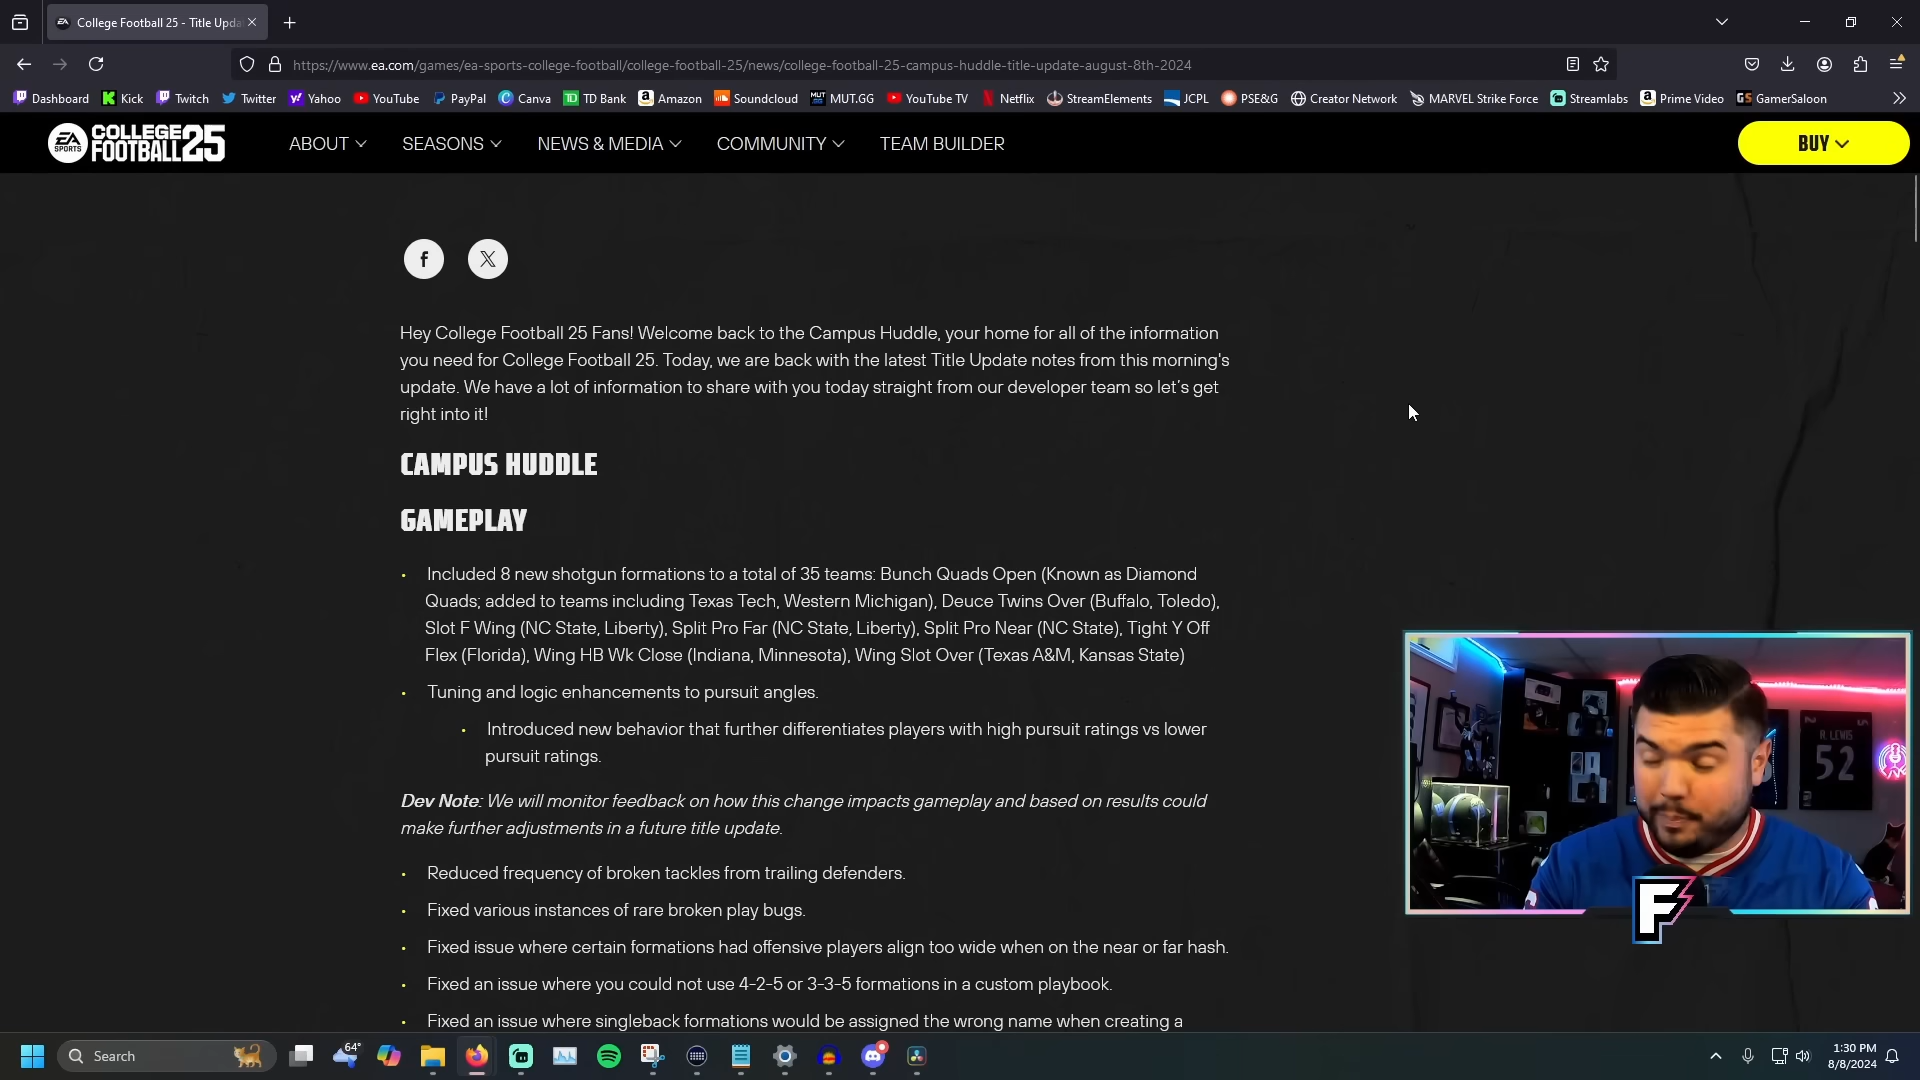 College Football 25 - Title Upda
https://www.ea.com/games/ea-sports-college-football/college-football-25/news/college-football-25-campus-huddle-title-update-august-8th-2024
Dashboard Kick Twitch Twitter Yahoo YouTube PayPal Canva TD Bank Amazon Soundcloud MUT.GG YouTube TV Netflix StreamElements JCPL PSE&G Creator Network MARVEL Strike Force Streamlabs Prime Video GamerSaloon
EA SPORTS COLLEGE FOOTBALL 25
ABOUT SEASONS NEWS & MEDIA COMMUNITY TEAM BUILDER BUY
Hey College Football 25 Fans! Welcome back to the Campus Huddle, your home for all of the information
you need for College Football 25. Today, we are back with the latest Title Update notes from this morning's
update. We have a lot of information to share with you today straight from our developer team so let's get
right into it!
CAMPUS HUDDLE
GAMEPLAY
• Included 8 new shotgun formations to a total of 35 teams: Bunch Quads Open (Known as Diamond
Quads; added to teams including Texas Tech, Western Michigan), Deuce Twins Over (Buffalo, Toledo),
Slot F Wing (NC State, Liberty), Split Pro Far (NC State, Liberty), Split Pro Near (NC State), Tight Y Off
Flex (Florida), Wing HB Wk Close (Indiana, Minnesota), Wing Slot Over (Texas A&M, Kansas State)
• Tuning and logic enhancements to pursuit angles.
• Introduced new behavior that further differentiates players with high pursuit ratings vs lower
pursuit ratings.
Dev Note: We will monitor feedback on how this change impacts gameplay and based on results could
make further adjustments in a future title update.
• Reduced frequency of broken tackles from trailing defenders.
• Fixed various instances of rare broken play bugs.
• Fixed issue where certain formations had offensive players align too wide when on the near or far hash.
• Fixed an issue where you could not use 4-2-5 or 3-3-5 formations in a custom playbook.
• Fixed an issue where singleback formations would be assigned the wrong name when creating a
R. LEWIS
52
F
Search
64°
1:30 PM
8/8/2024